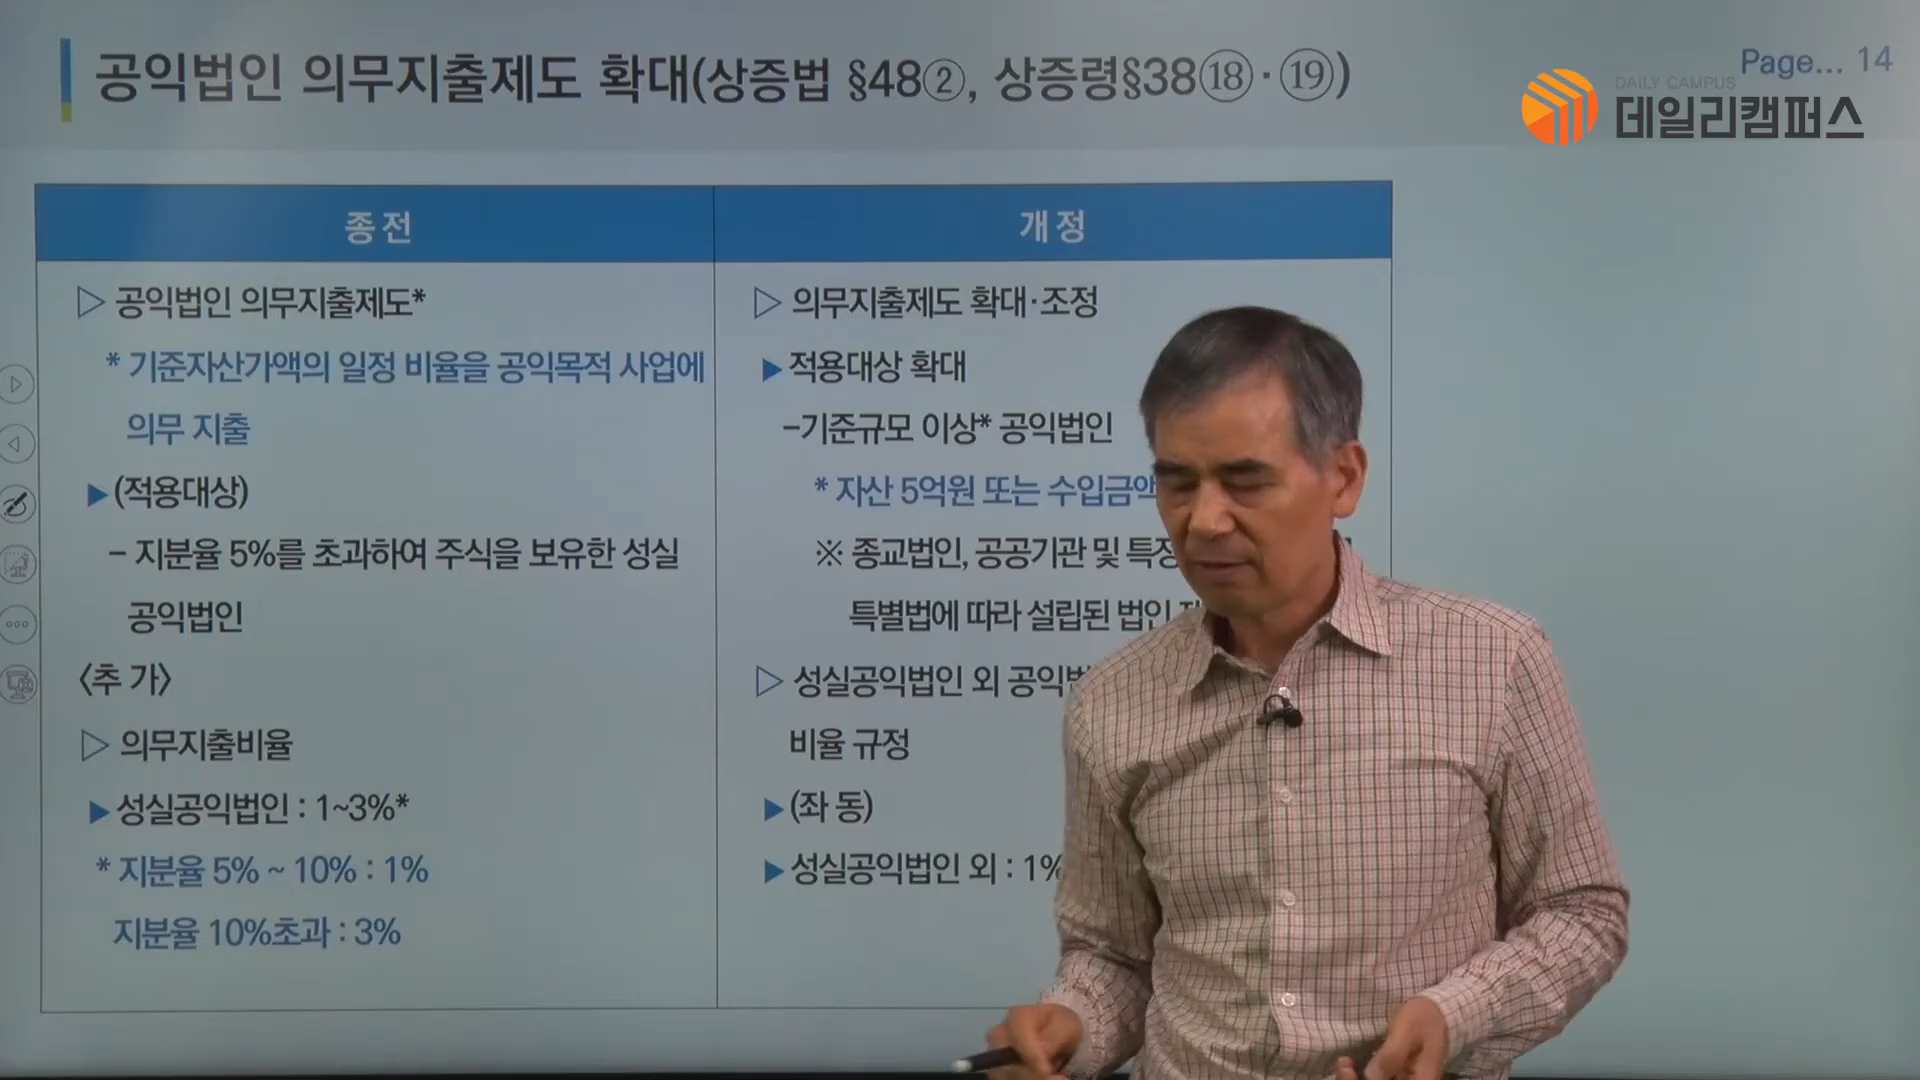 공익법인 의무지출제도 확대(상증법 §48②, 상증령§38⑱·⑲)
Page... 14
DAILY CAMPUS
데일리캠퍼스
종 전
▷ 공익법인 의무지출제도*
* 기준자산가액의 일정 비율을 공익목적 사업에
의무 지출
▶(적용대상)
- 지분율 5%를 초과하여 주식을 보유한 성실
공익법인
<추 가>
▷ 의무지출비율
▶성실공익법인 : 1~3%*
* 지분율 5% ~ 10% : 1%
지분율 10%초과 : 3%
개 정
▷ 의무지출제도 확대·조정
▶적용대상 확대
-기준규모 이상* 공익법인
* 자산 5억원 또는 수입금액
※ 종교법인, 공공기관 및 특정
특별법에 따라 설립된 법인
▷ 성실공익법인 외
비율 규정
▶(좌 동)
▶성실공익법인 외 : 1%